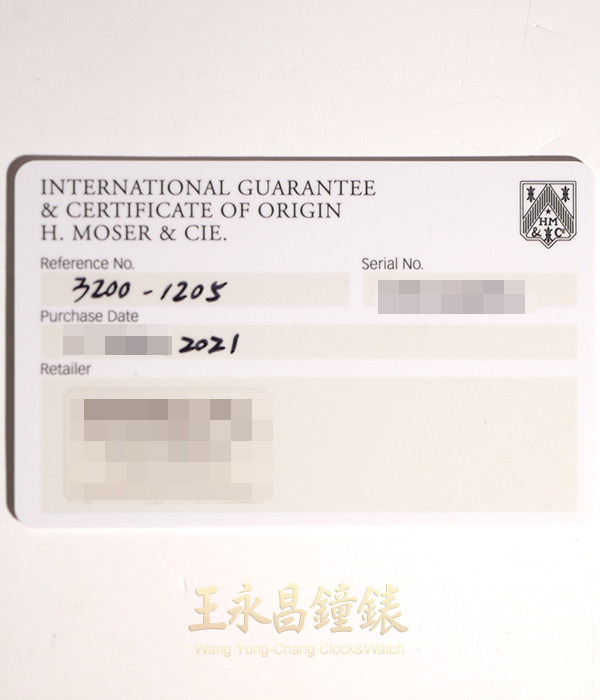 INTERNATIONAL GUARANTEE
& CERTIFICATE OF ORIGIN
H. MOSER & CIE.
HM
& Cie
Reference No.
Serial No.
3200-1205
Purchase Date
2021
Retailer
王永昌鐘錶
Wang Yung-Chang Clock&Watch